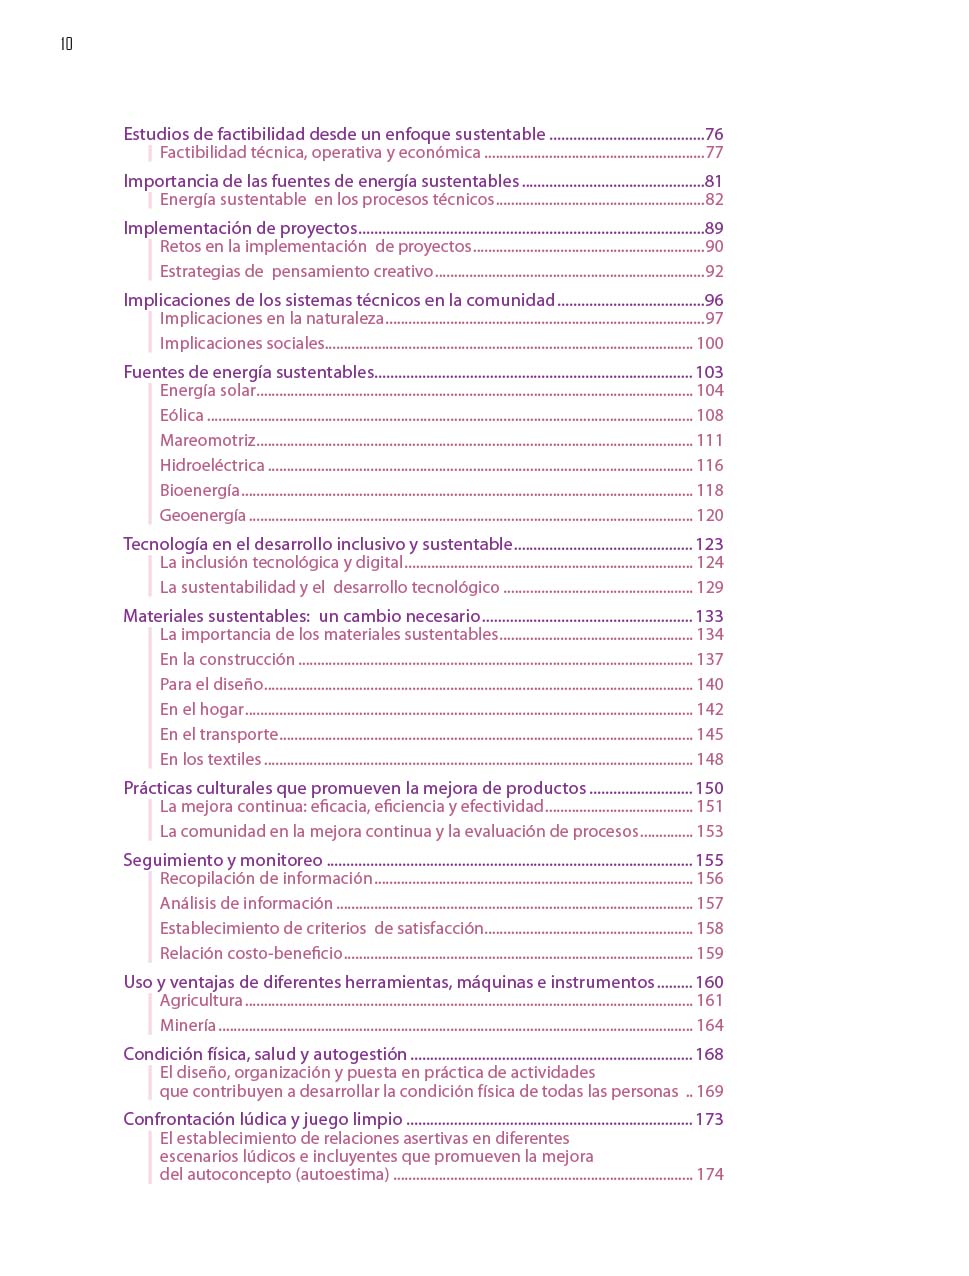 10
Estudios de factibilidad desde un enfoque sustentable .......................................76
Factibilidad técnica, operativa y económica ..........................................................77
Importancia de las fuentes de energía sustentables ..............................................81
Energía sustentable  en los procesos técnicos.......................................................82
Implementación de proyectos.......................................................................................89
Retos en la implementación  de proyectos.............................................................90
Estrategias de  pensamiento creativo.......................................................................92
Implicaciones de los sistemas técnicos en la comunidad.....................................96
Implicaciones en la naturaleza....................................................................................97
Implicaciones sociales................................................................................................. 100
Fuentes de energía sustentables................................................................................ 103
Energía solar................................................................................................................... 104
Eólica ................................................................................................................................ 108
Mareomotriz................................................................................................................... 111
Hidroeléctrica ................................................................................................................ 116
Bioenergía....................................................................................................................... 118
Geoenergía ..................................................................................................................... 120
Tecnología en el desarrollo inclusivo y sustentable............................................. 123
La inclusión tecnológica y digital............................................................................ 124
La sustentabilidad y el  desarrollo tecnológico .................................................. 129
Materiales sustentables:  un cambio necesario..................................................... 133
La importancia de los materiales sustentables................................................... 134
En la construcción ........................................................................................................ 137
Para el diseño................................................................................................................. 140
En el hogar...................................................................................................................... 142
En el transporte............................................................................................................. 145
En los textiles ................................................................................................................. 148
Prácticas culturales que promueven la mejora de productos .......................... 150
La mejora continua: eficacia, eficiencia y efectividad....................................... 151
La comunidad en la mejora continua y la evaluación de procesos.............. 153
Seguimiento y monitoreo ............................................................................................ 155
Recopilación de información.................................................................................... 156
Análisis de información .............................................................................................. 157
Establecimiento de criterios  de satisfacción....................................................... 158
Relación costo-beneficio............................................................................................ 159
Uso y ventajas de diferentes herramientas, máquinas e instrumentos......... 160
Agricultura...................................................................................................................... 161
Minería ............................................................................................................................. 164
Condición física, salud y autogestión ....................................................................... 168
El diseño, organización y puesta en práctica de actividades
que contribuyen a desarrollar la condición física de todas las personas  .. 169
Confrontación lúdica y juego limpio ........................................................................ 173
El establecimiento de relaciones asertivas en diferentes
escenarios lúdicos e incluyentes que promueven la mejora
del autoconcepto (autoestima) ............................................................................... 174